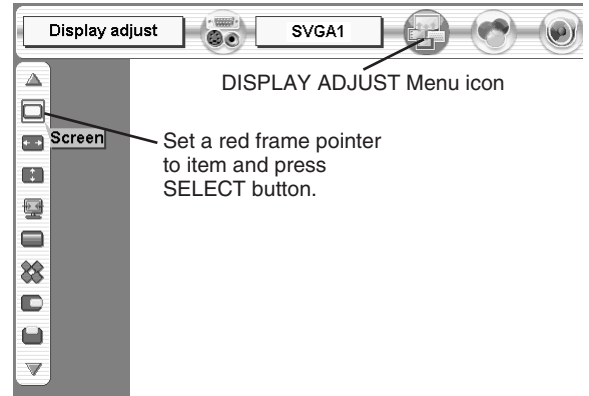 Display adjust
SVGA1
DISPLAY ADJUST Menu icon
Screen
Set a red frame pointer
to item and press
SELECT button.